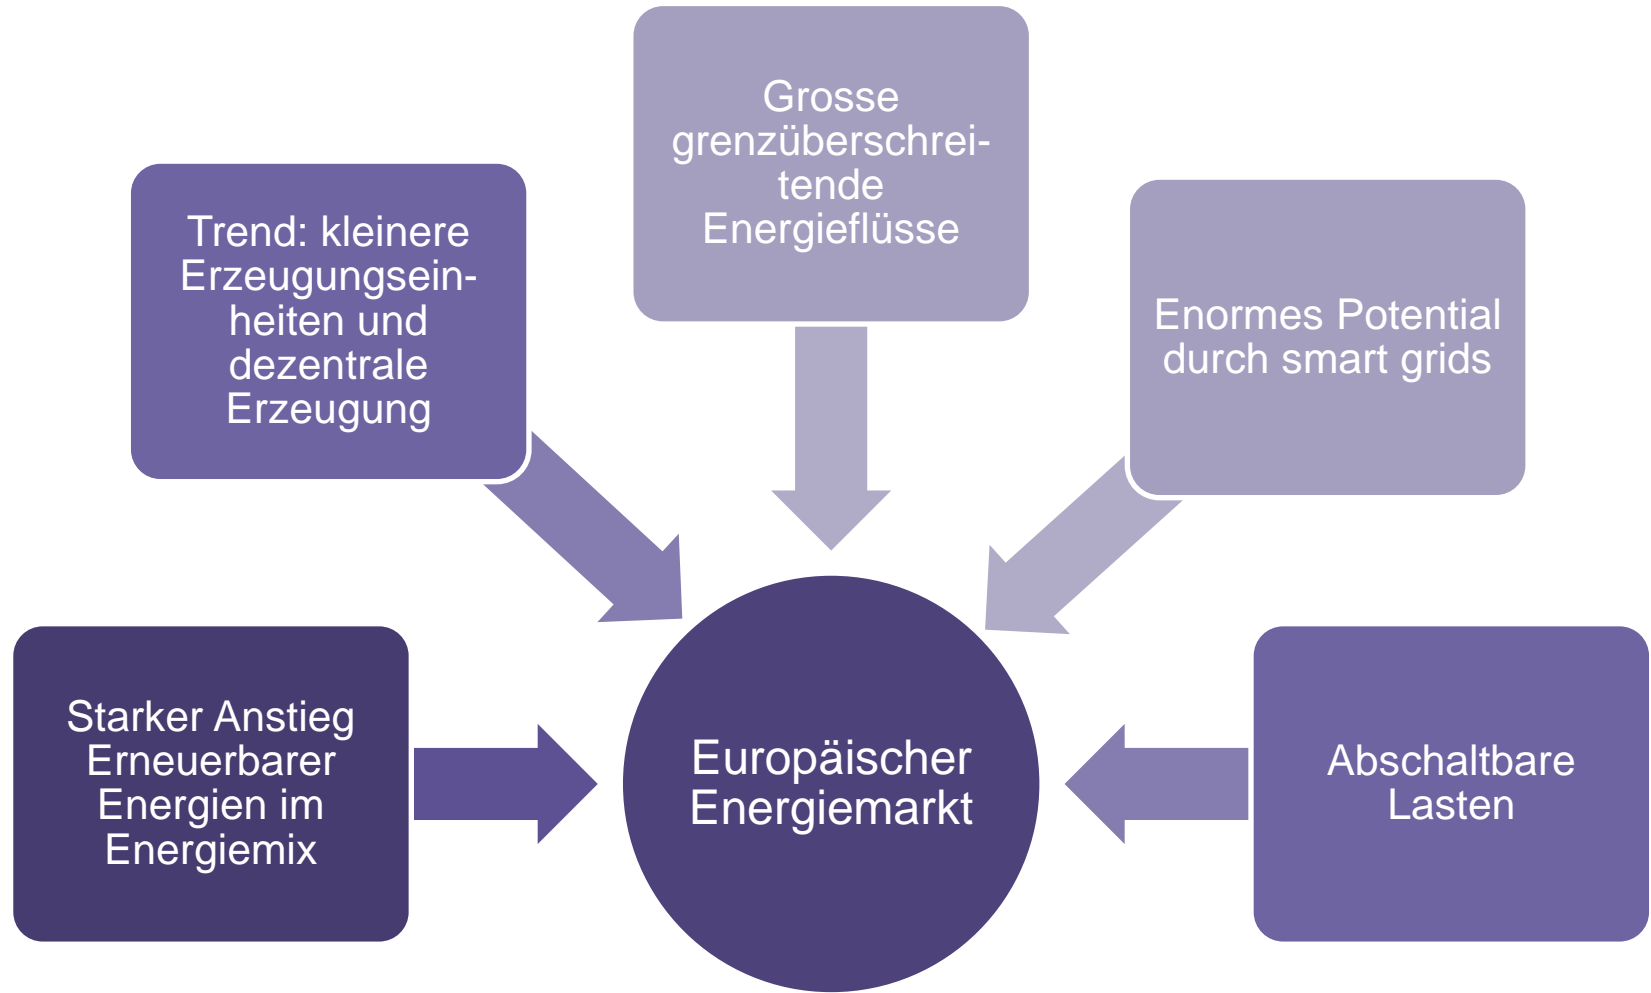 Grosse
grenzüberschrei-
tende
Energieflüsse
Trend: kleinere
Erzeugungsein-
heiten und
dezentrale
Erzeugung
Enormes Potential
durch smart grids
Starker Anstieg
Erneuerbarer
Energien im
Energiemix
Europäischer
Energiemarkt
Abschaltbare
Lasten